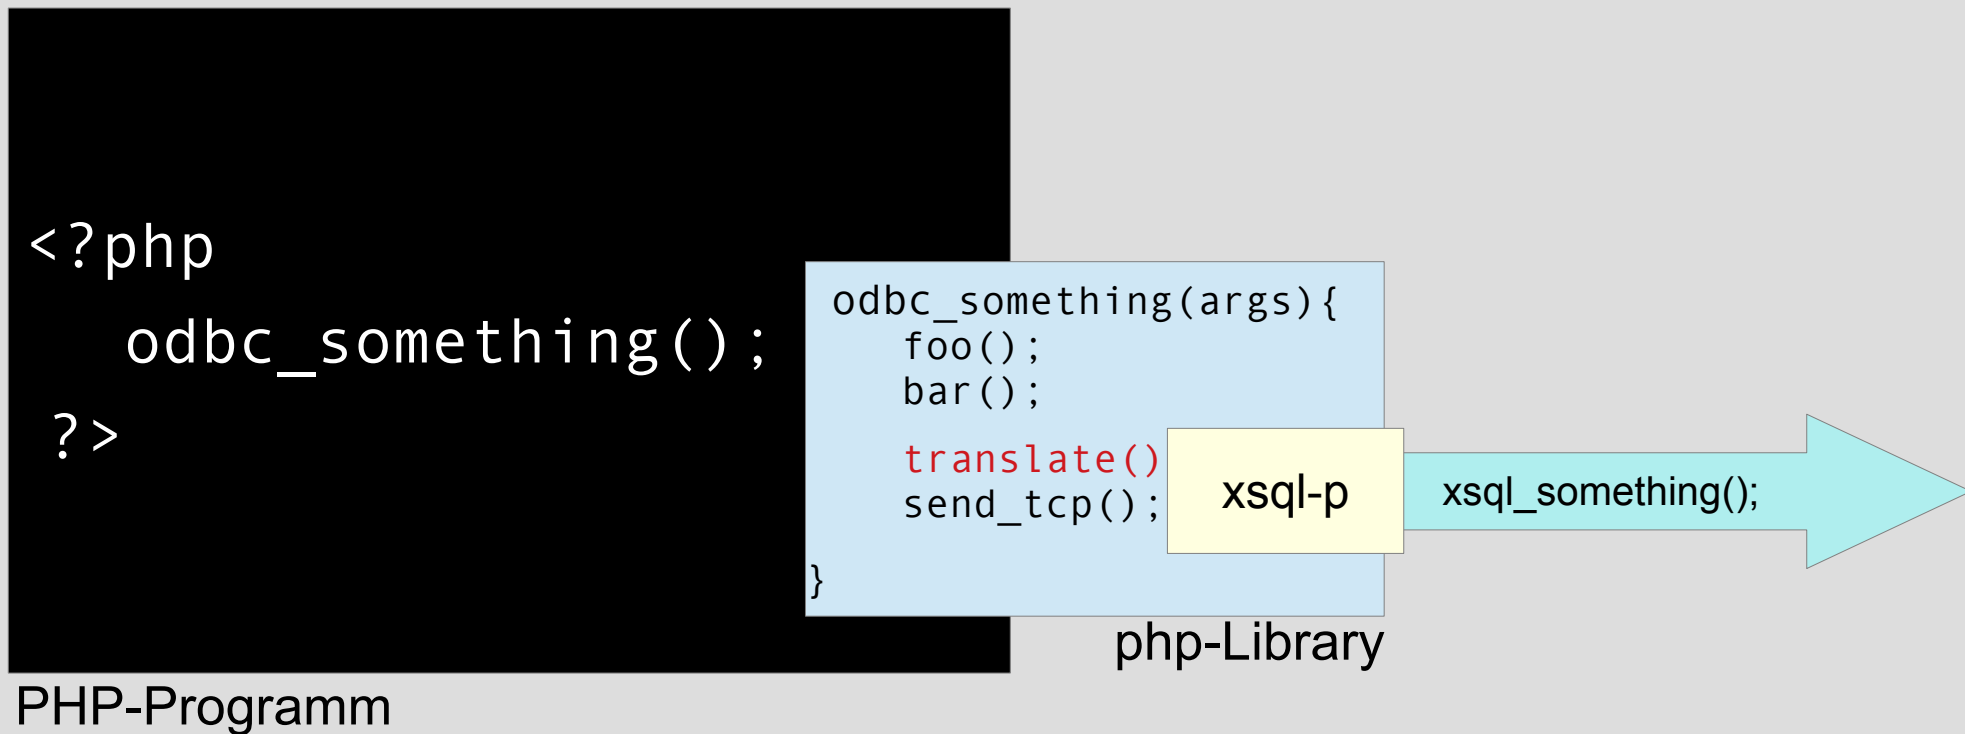 <?php
odbc_something();
?>
odbc_something(args){
foo();
bar();
translate()
send_tcp();
}
xsql-p
xsql_something();
php-Library
PHP-Programm